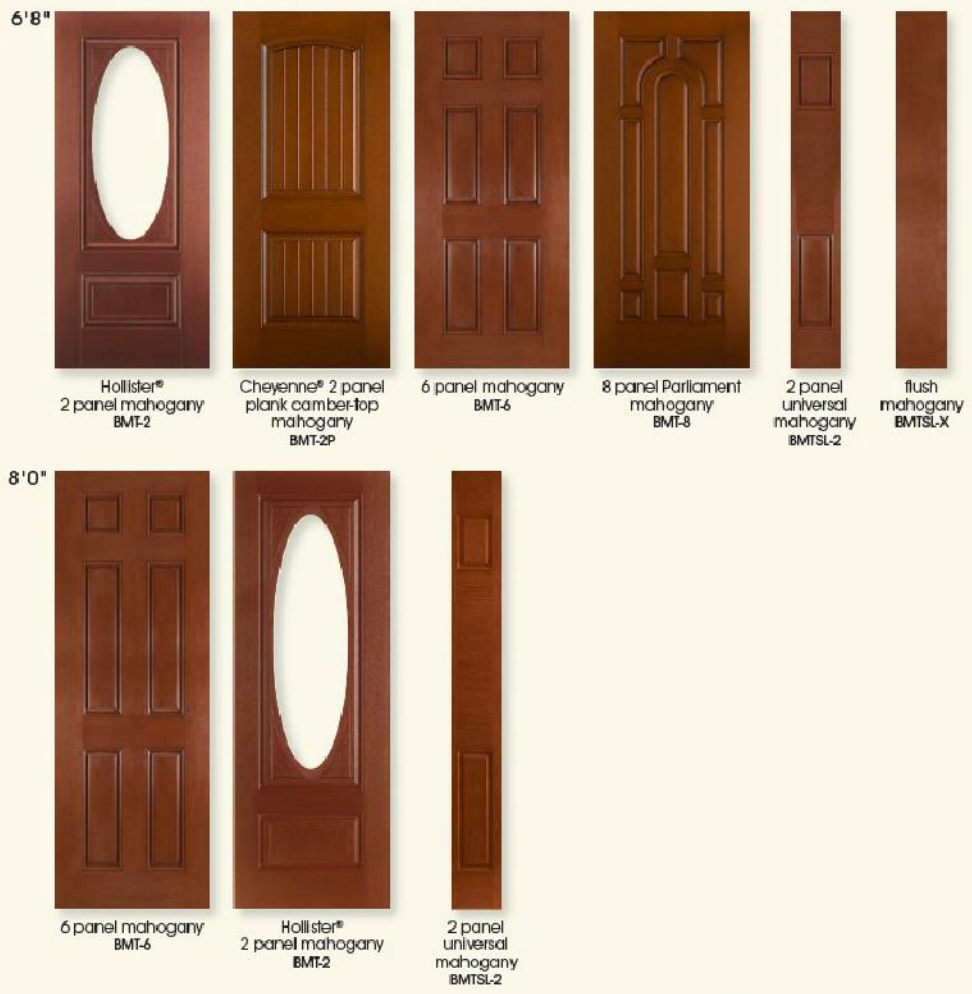 6'8"
Hollister®
2 panel mahogany
BMT-2
Cheyenne® 2 panel
plank camber-top
mahogany
BMT-2P
6 panel mahogany
BMT-6
8 panel Parliament
mahogany
BMT-8
2 panel
universal
mahogany
BMTSL-2
flush
mahogany
BMTSL-X
8'0"
6 panel mahogany
BMT-6
Hollister®
2 panel mahogany
BMT-2
2 panel
universal
mahogany
BMTSL-2